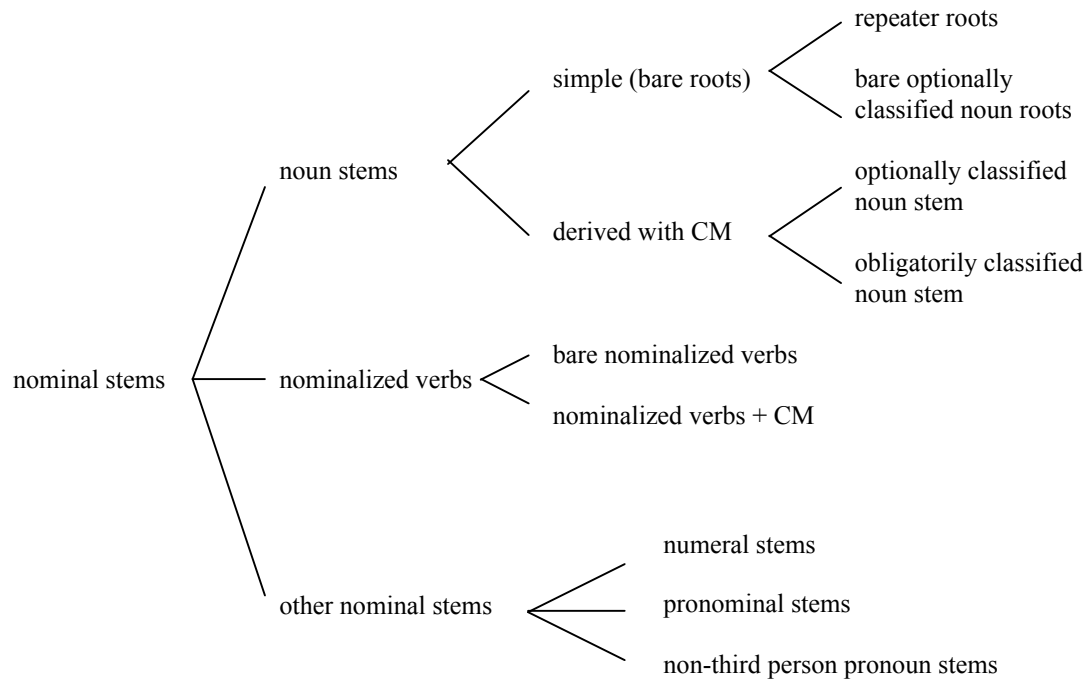 repeater roots
simple (bare roots)
bare optionally
classified noun roots
noun stems
optionally classified
noun stem
derived with CM
obligatorily classified
noun stem
bare nominalized verbs
nominal stems
nominalized verbs
nominalized verbs + CM
numeral stems
other nominal stems
pronominal stems
non-third person pronoun stems